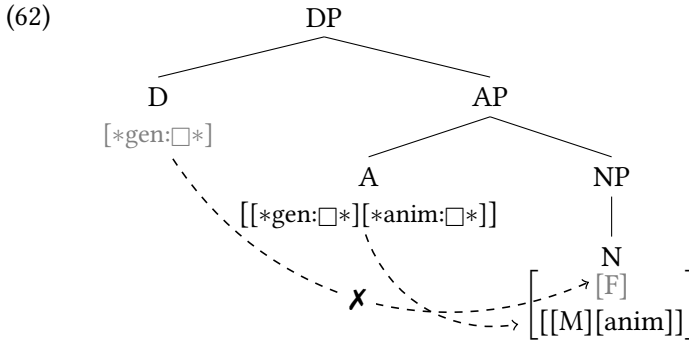 (62)
DP
D
AP
[∗gen:□∗]
A
NP
[[∗gen:□∗][∗anim:□∗]]
N
[F]
✗
[[M][anim]]